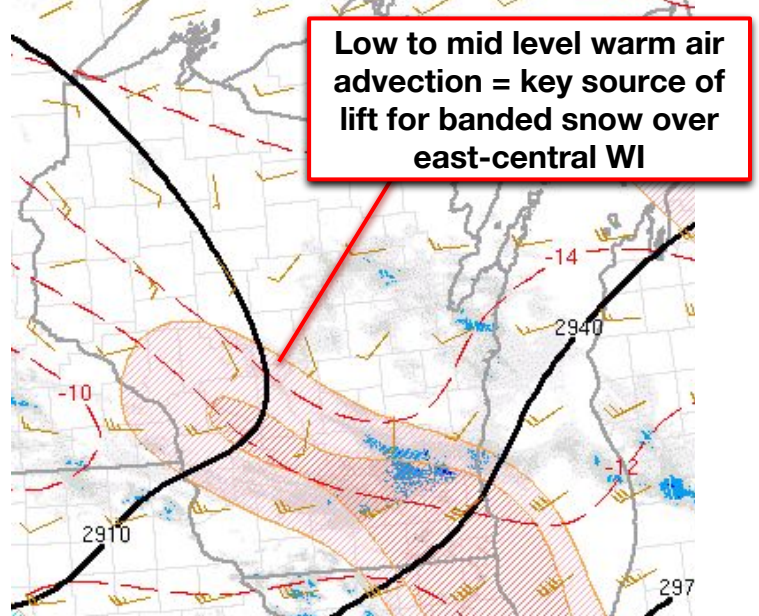 Low to mid level warm air
advection = key source of
lift for banded snow over
east-central WI
-14
2940
-10
-12
2910
297